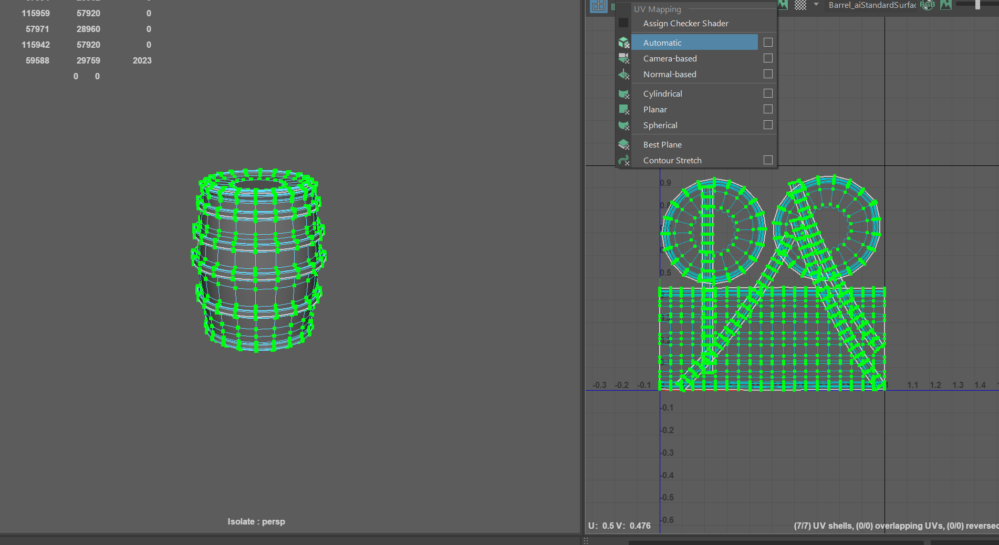 115959 57920 0
57971 28960 0
115942 57920 0
59588 29759 2023
0 0
Isolate : persp
UV Mapping
Assign Checker Shader
Automatic
Camera-based
Normal-based
Cylindrical
Planar
Spherical
Best Plane
Contour Stretch
Barrel_aiStandardSurfac
RGB
0.9
0.5
-0.3 -0.2 -0.1 1.1 1.2 1.3 1.4
-0.1
-0.2
-0.3
-0.4
-0.5
-0.6
U: 0.5 V: 0.476
(7/7) UV shells, (0/0) overlapping UVs, (0/0) reversed